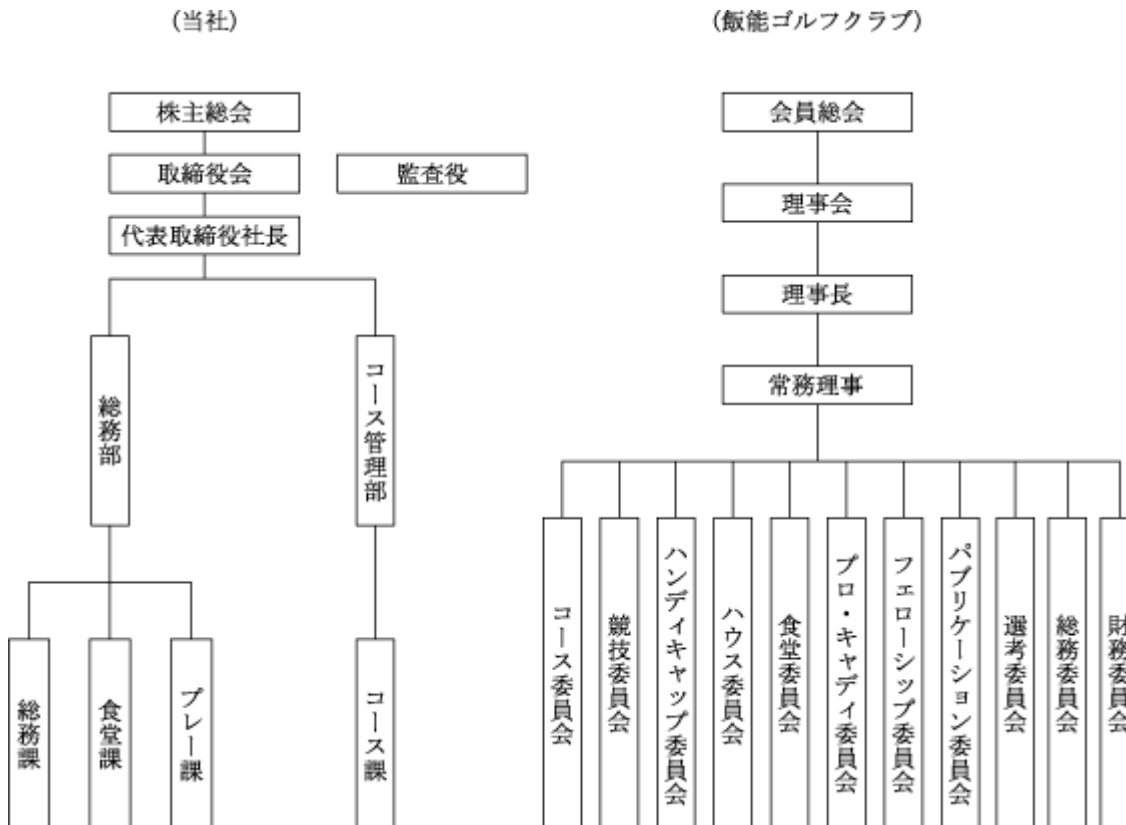 (当社)
(飯能ゴルフクラブ)
株主総会
取締役会
監査役
代表取締役社長
総務部
コース管理部
総務課
食堂課
プレー課
コース課
会員総会
理事会
理事長
常務理事
コース委員会
競技委員会
ハンディキャップ委員会
ハウス委員会
食堂委員会
プロ・キャディ委員会
フェローシップ委員会
パブリケーション委員会
選考委員会
総務委員会
財務委員会